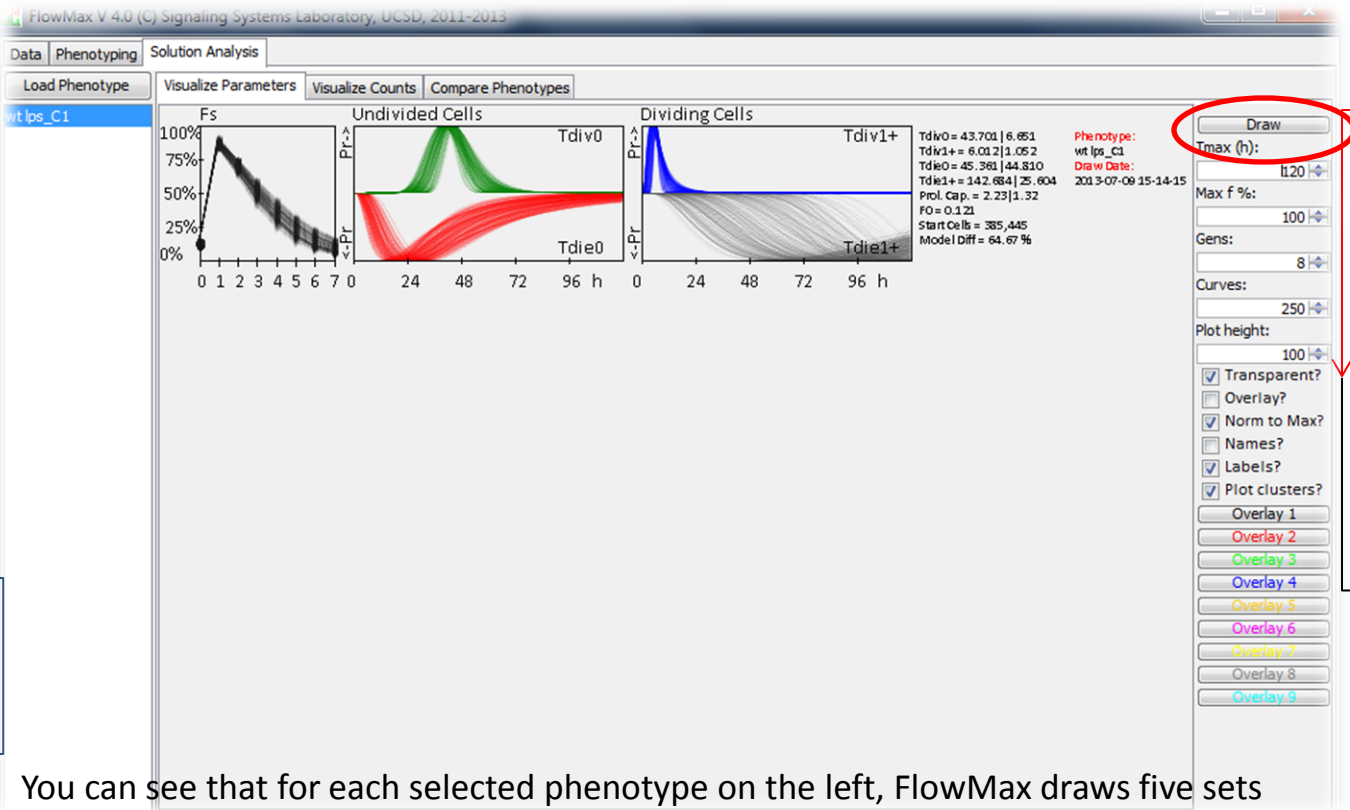 FlowMax V 4.0 (C) Signaling Systems Laboratory, UCSD, 2011-2013
Data Phenotyping Solution Analysis
Load Phenotype
wt lps_C1
Visualize Parameters Visualize Counts Compare Phenotypes
Fs
100%
75%
50%
25%
0%
0 1 2 3 4 5 6 7
Undivided Cells
Pr->
<-Pr
Tdiv0
Tdie0
0 24 48 72 96 h
Dividing Cells
Pr->
<-Pr
Tdiv1+
Tdie1+
0 24 48 72 96 h
Tdiv0 = 43.701 | 6.651
Tdiv1+ = 6.012 | 1.052
Tdie0 = 45.361 | 44.810
Tdie1+ = 142.684 | 25.604
Prol. Cap. = 2.23 | 1.32
F0 = 0.121
Start Cells = 385,445
Model Diff = 64.67 %
Phenotype:
wt lps_C1
Draw Date:
2013-07-09 15-14-15
Draw
Tmax (h):
120
Max f %:
100
Gens:
8
Curves:
250
Plot height:
100
Transparent?
Overlay?
Norm to Max?
Names?
Labels?
Plot clusters?
Overlay 1
Overlay 2
Overlay 3
Overlay 4
Overlay 5
Overlay 6
Overlay 7
Overlay 8
Overlay 9
You can see that for each selected phenotype on the left, FlowMax draws five sets